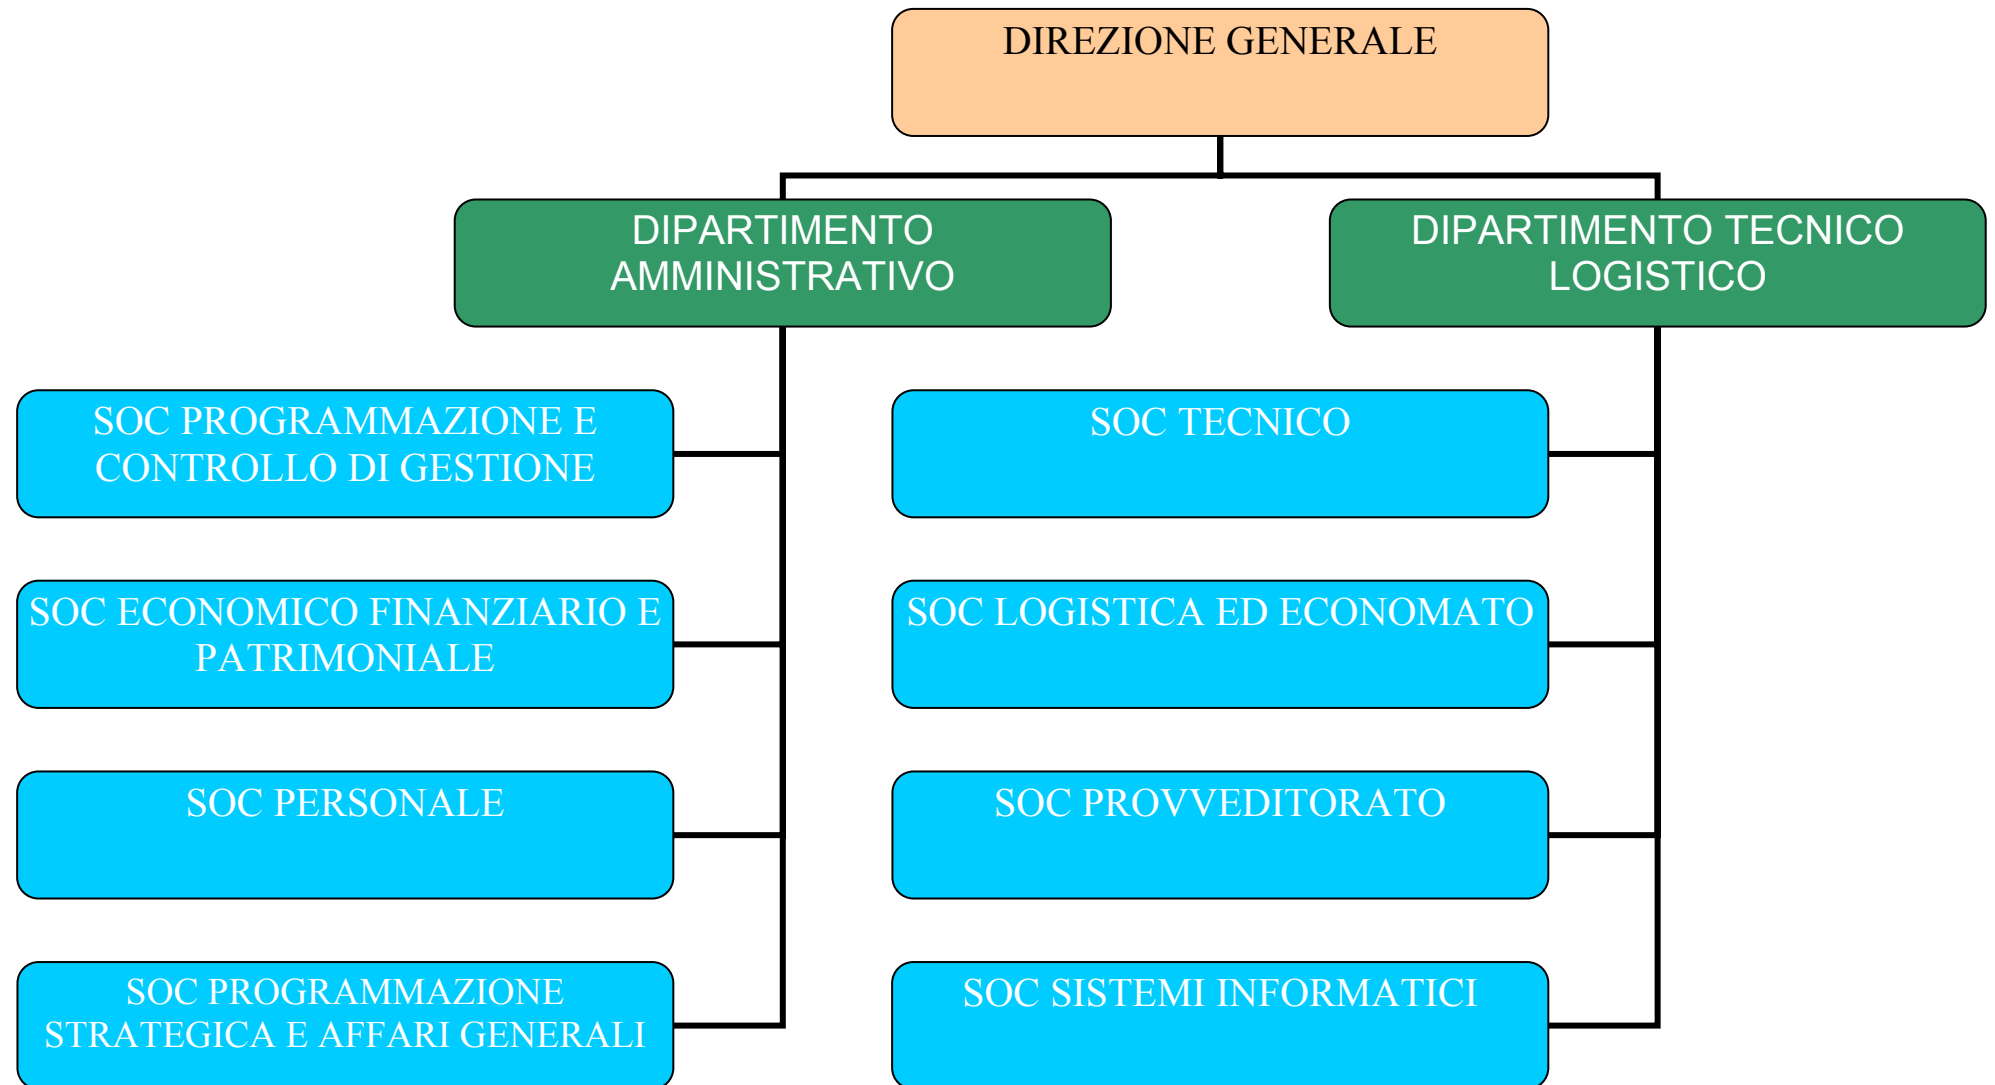 DIREZIONE GENERALE
DIPARTIMENTO
AMMINISTRATIVO
DIPARTIMENTO TECNICO
LOGISTICO
SOC PROGRAMMAZIONE E
CONTROLLO DI GESTIONE
SOC TECNICO
SOC ECONOMICO FINANZIARIO E
PATRIMONIALE
SOC LOGISTICA ED ECONOMATO
SOC PERSONALE
SOC PROVVEDITORATO
SOC PROGRAMMAZIONE
STRATEGICA E AFFARI GENERALI
SOC SISTEMI INFORMATICI